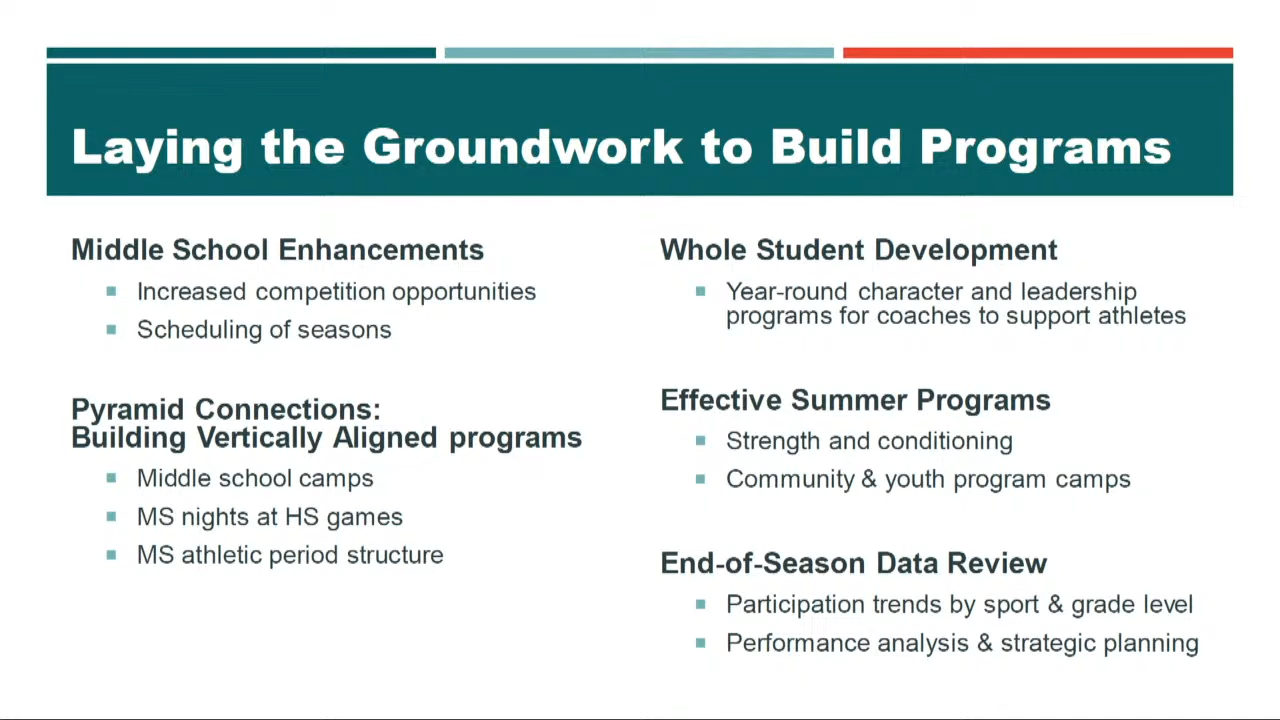 Laying the Groundwork to Build Programs
Middle School Enhancements
Increased competition opportunities
Scheduling of seasons
Pyramid Connections:
Building Vertically Aligned programs
Middle school camps
MS nights at HS games
MS athletic period structure
Whole Student Development
Year-round character and leadership
programs for coaches to support athletes
Effective Summer Programs
Strength and conditioning
Community & youth program camps
End-of-Season Data Review
Participation trends by sport & grade level
Performance analysis & strategic planning